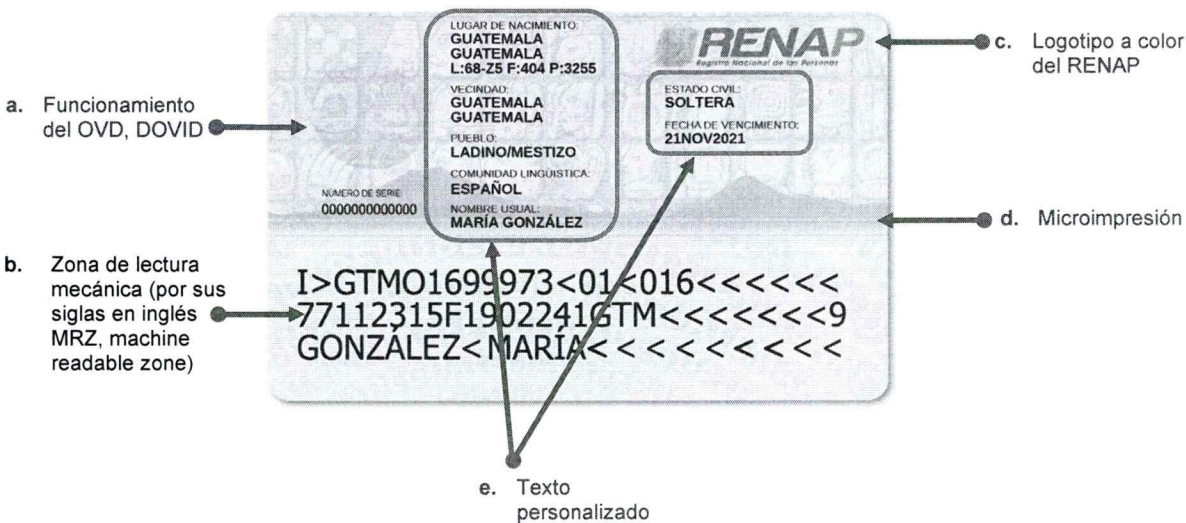 LUGAR DE NACIMIENTO:
GUATEMALA
GUATEMALA
L:68-Z5 F:404 P:3255
VECINDAD:
GUATEMALA
GUATEMALA
PUEBLO:
LADINO/MESTIZO
COMUNIDAD LINGÜISTICA:
ESPAÑOL
NOMBRE USUAL:
MARÍA GONZÁLEZ
RENAP
Registro Nacional de las Personas
ESTADO CIVIL:
SOLTERA
FECHA DE VENCIMIENTO:
21NOV2021
NÚMERO DE SERIE
0000000000000
I>GTMO1699973<01<016<<<<<<
77112315F1902241GTM<<<<<<<9
GONZÁLEZ< MARÍA< < < < < < < < < <
a. Funcionamiento
del OVD, DOVID
b. Zona de lectura
mecánica (por sus
siglas en inglés
MRZ, machine
readable zone)
c. Logotipo a color
del RENAP
d. Microimpresión
e. Texto
personalizado